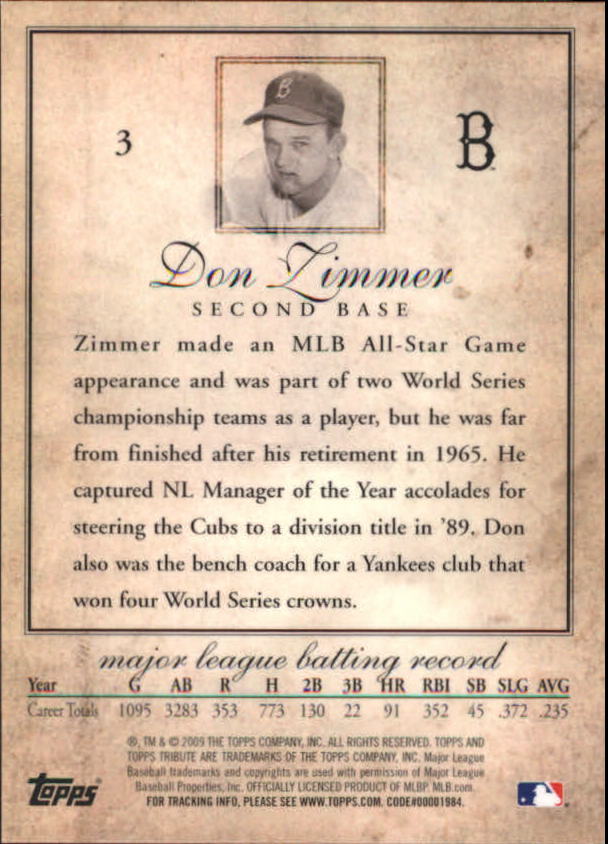 3
B
B
Don Zimmer
SECOND BASE
Zimmer made an MLB All-Star Game
appearance and was part of two World Series
championship teams as a player, but he was far
from finished after his retirement in 1965. He
captured NL Manager of the Year accolades for
steering the Cubs to a division title in '89. Don
also was the bench coach for a Yankees club that
won four World Series crowns.
major league batting record
Year G AB R H 2B 3B HR RBI SB SLG AVG
Career Totals 1095 3283 353 773 130 22 91 352 45 .372 .235
®, TM & © 2009 THE TOPPS COMPANY, INC. ALL RIGHTS RESERVED. TOPPS AND
TOPPS TRIBUTE ARE TRADEMARKS OF THE TOPPS COMPANY, INC. Major League
Baseball trademarks and copyrights are used with permission of Major League
Baseball Properties, Inc. OFFICIALLY LICENSED PRODUCT OF MLBP. MLB.com.
FOR TRACKING INFO, PLEASE SEE WWW.TOPPS.COM. CODE#00001984.
Topps®